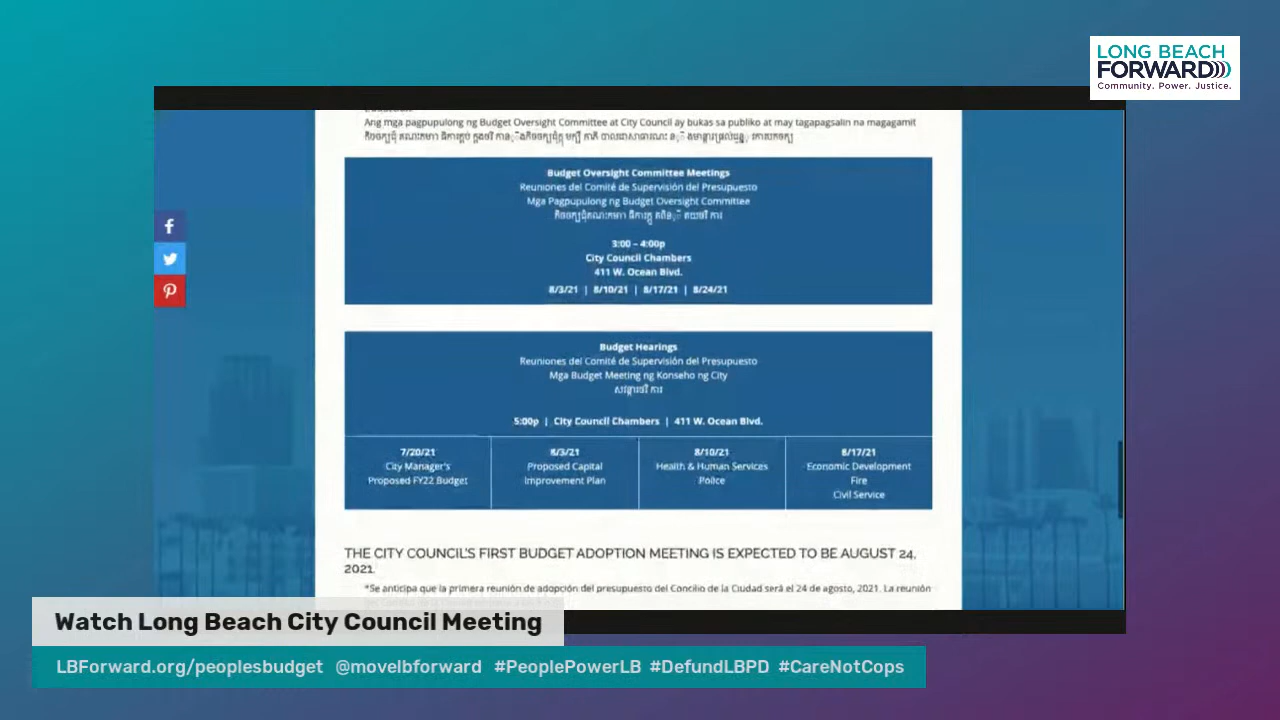 LONG BEACH
FORWARD
Community. Power. Justice.
Ang mga pagpupulong ng Budget Oversight Committee at City Council ay bukas sa publiko at may tagapagsalin na magagamit
Budget Oversight Committee Meetings
Reuniones del Comité de Supervisión del Presupuesto
Mga Pagpupulong ng Budget Oversight Committee
3:00 – 4:00p
City Council Chambers
411 W. Ocean Blvd.
8/3/21 | 8/10/21 | 8/17/21 | 8/24/21
Budget Hearings
Reuniones del Comité de Supervisión del Presupuesto
Mga Budget Meeting ng Konseho ng City
5:00p | City Council Chambers | 411 W. Ocean Blvd.
7/20/21
City Manager's
Proposed FY22 Budget
8/3/21
Proposed Capital
Improvement Plan
8/10/21
Health & Human Services
Police
8/17/21
Economic Development
Fire
Civil Service
THE CITY COUNCIL'S FIRST BUDGET ADOPTION MEETING IS EXPECTED TO BE AUGUST 24,
2021.
*Se anticipa que la primera reunión de adopción del presupuesto del Concilio de la Ciudad será el 24 de agosto, 2021. La reunión
Watch Long Beach City Council Meeting
LBForward.org/peoplesbudget @movelbforward #PeoplePowerLB #DefundLBPD #CareNotCops